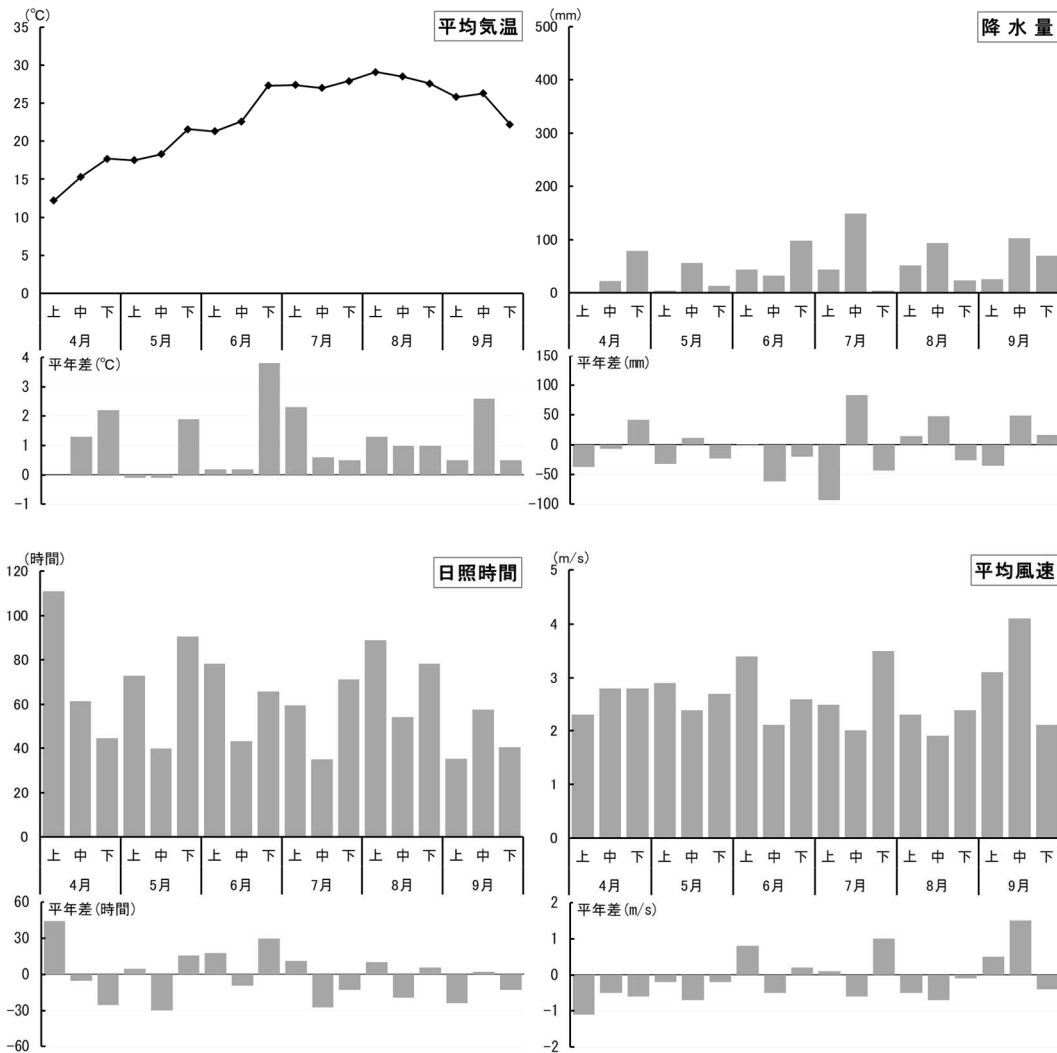 (℃)
平均気温
35
30
25
20
15
10
5
0
上 中 下 上 中 下 上 中 下 上 中 下 上 中 下 上 中 下
4月 5月 6月 7月 8月 9月
平年差(℃)
4
3
2
1
0
-1
(mm)
降水量
500
400
300
200
100
0
上 中 下 上 中 下 上 中 下 上 中 下 上 中 下 上 中 下
4月 5月 6月 7月 8月 9月
平年差(㎜)
150
100
50
0
-50
-100
(時間)
日照時間
120
100
80
60
40
20
0
上 中 下 上 中 下 上 中 下 上 中 下 上 中 下 上 中 下
4月 5月 6月 7月 8月 9月
平年差(時間)
60
30
0
-30
-60
(m/s)
平均風速
5
4
3
2
1
0
上 中 下 上 中 下 上 中 下 上 中 下 上 中 下 上 中 下
4月 5月 6月 7月 8月 9月
平年差(m/s)
2
1
0
-1
-2